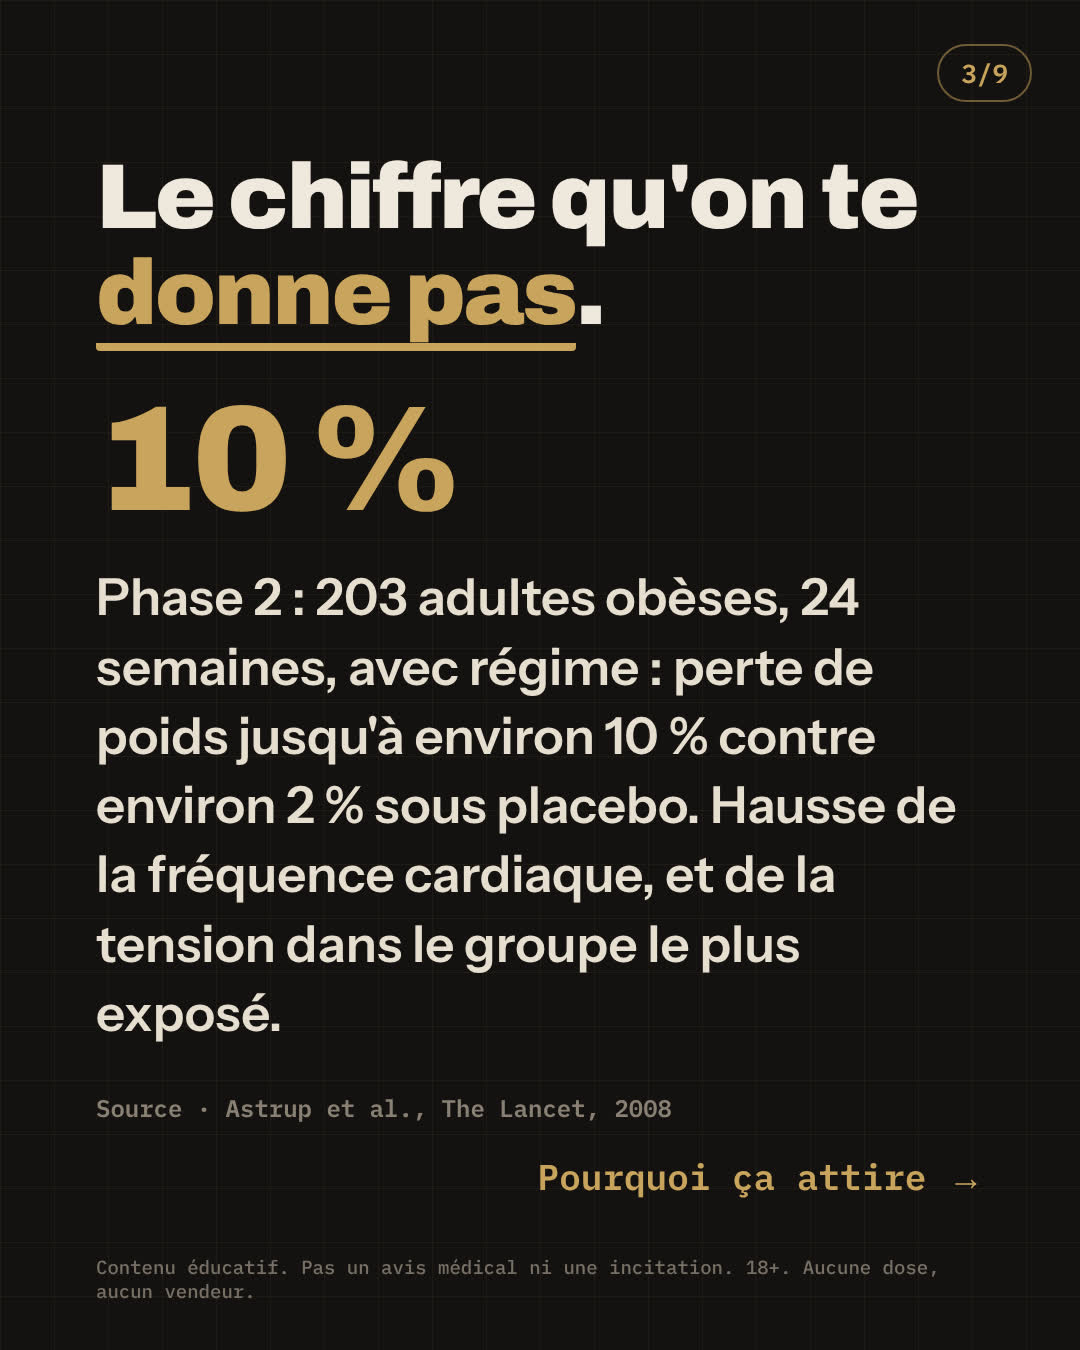 3/9
Le chiffre qu'on te
donne pas.
10 %
Phase 2 : 203 adultes obèses, 24
semaines, avec régime : perte de
poids jusqu'à environ 10 % contre
environ 2 % sous placebo. Hausse de
la fréquence cardiaque, et de la
tension dans le groupe le plus
exposé.
Source · Astrup et al., The Lancet, 2008
Pourquoi ça attire →
Contenu éducatif. Pas un avis médical ni une incitation. 18+. Aucune dose,
aucun vendeur.